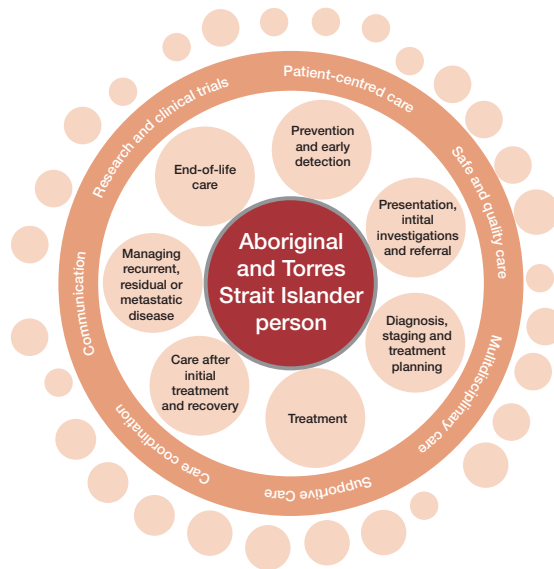 Aboriginal
and Torres
Strait Islander
person
Prevention
and early
detection
Presentation,
intital
investigations
and referral
Diagnosis,
staging and
treatment
planning
Treatment
Care after
initial
treatment
and recovery
Managing
recurrent,
residual or
metastatic
disease
End-of-life
care
Patient-centred care
Safe and quality care
Multidisciplinary care
Supportive Care
Care coordination
Communication
Research and clinical trials